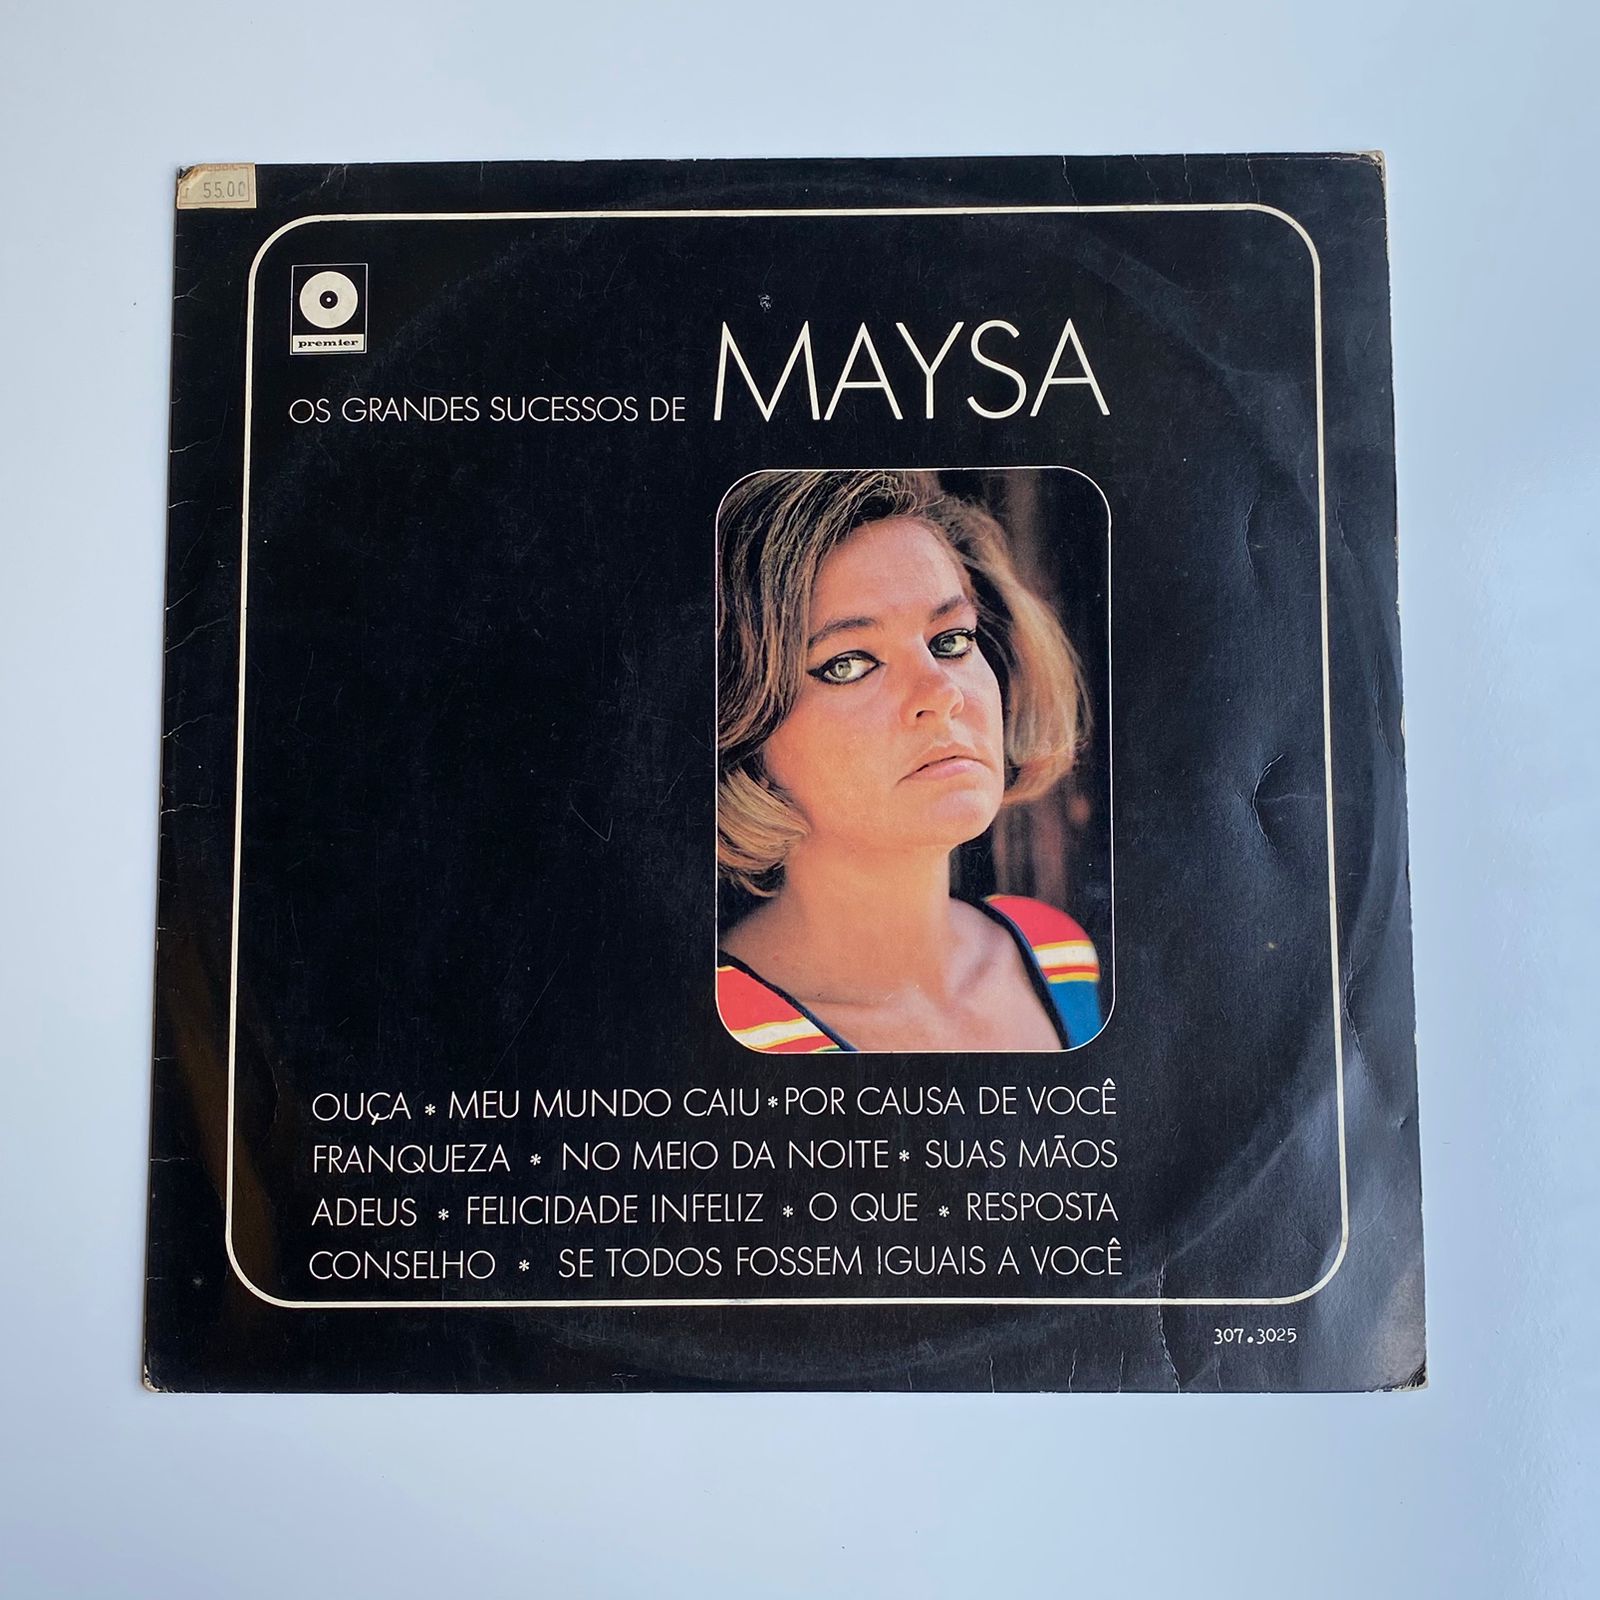 55.00
premier
OS GRANDES SUCESSOS DE MAYSA
OUÇA * MEU MUNDO CAIU * POR CAUSA DE VOCÊ
FRANQUEZA * NO MEIO DA NOITE * SUAS MÃOS
ADEUS * FELICIDADE INFELIZ * O QUE * RESPOSTA
CONSELHO * SE TODOS FOSSEM IGUAIS A VOCÊ
307.3025